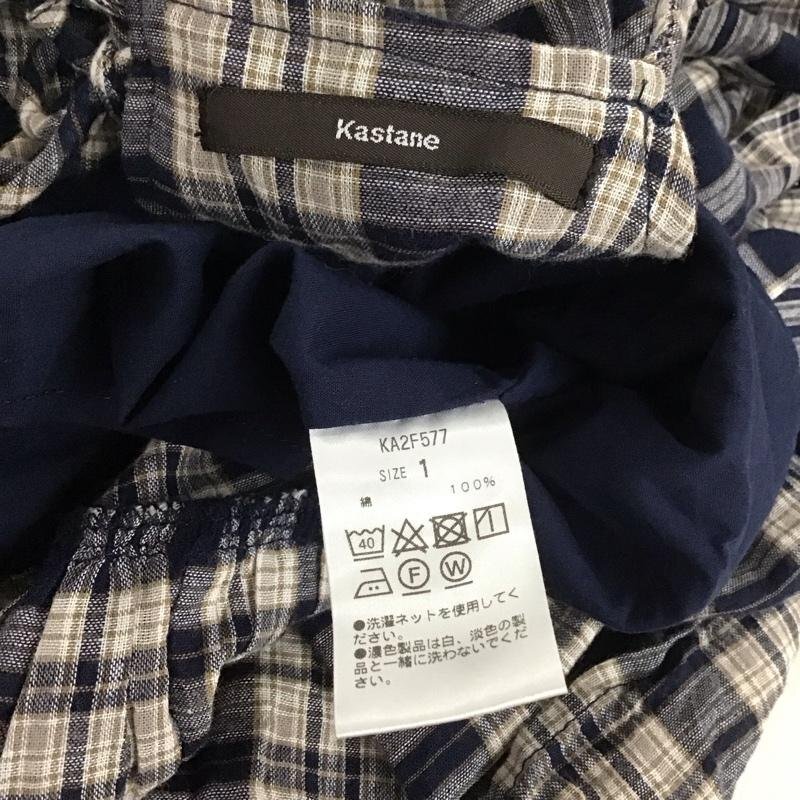 Kastane
KA2F577
SIZE 1
綿 100%
40
F W
●洗濯ネットを使用してく
ださい。
●濃色製品は白、淡色の製
品と一緒に洗わないでくだ
さい。